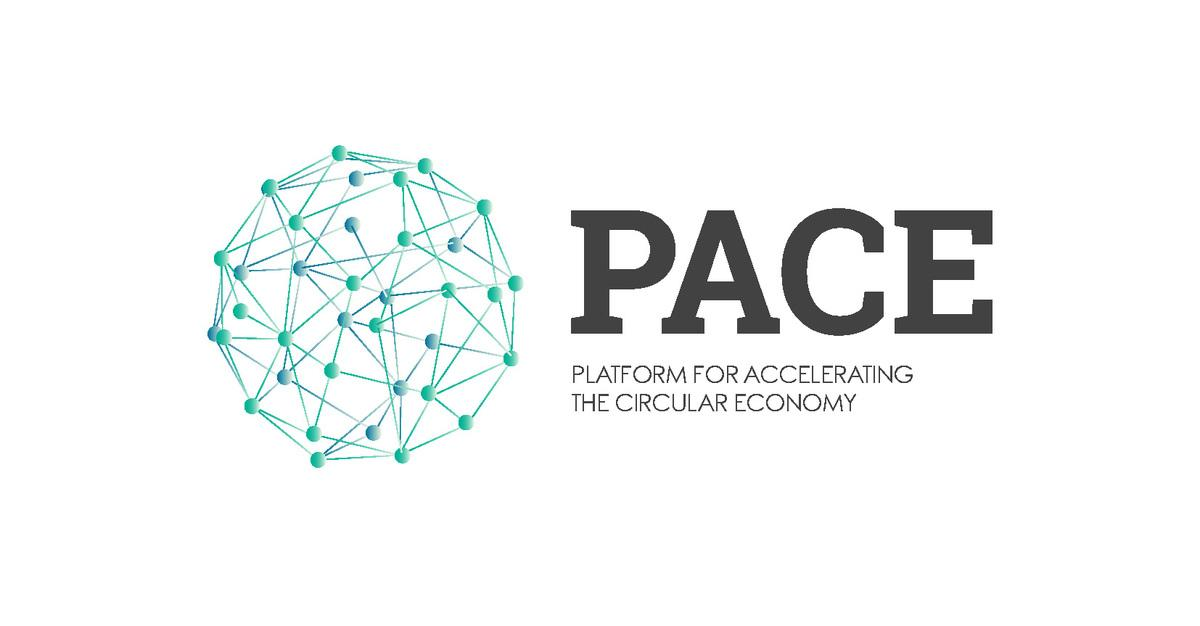 PACE
PLATFORM FOR ACCELERATING
THE CIRCULAR ECONOMY